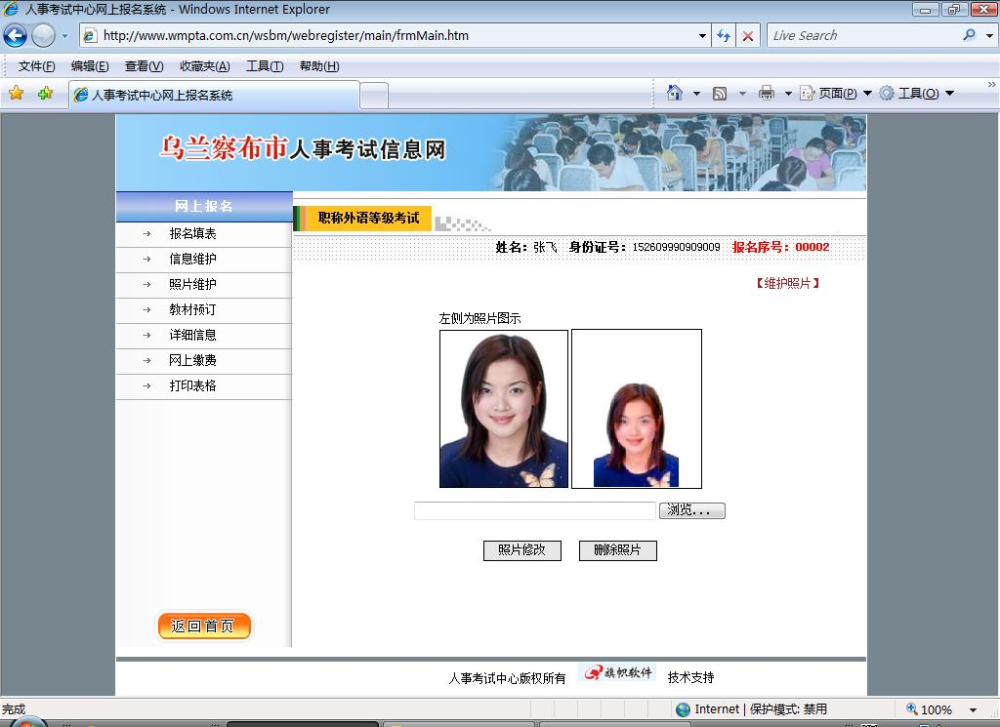 人事考试中心网上报名系统 - Windows Internet Explorer
http://www.wmpta.com.cn/wsbm/webregister/main/frmMain.htm
Live Search
文件(F) 编辑(E) 查看(V) 收藏夹(A) 工具(T) 帮助(H)
人事考试中心网上报名系统
页面(P) 工具(O)
乌兰察布市人事考试信息网
网上报名
报名填表
信息维护
照片维护
教材预订
详细信息
网上缴费
打印表格
返回首页
职称外语等级考试
姓名：张飞 身份证号：152609990909009 报名序号：00002
【维护照片】
左侧为照片图示
浏览...
照片修改 删除照片
人事考试中心版权所有 旗帜软件 技术支持
完成
Internet | 保护模式: 禁用
100%